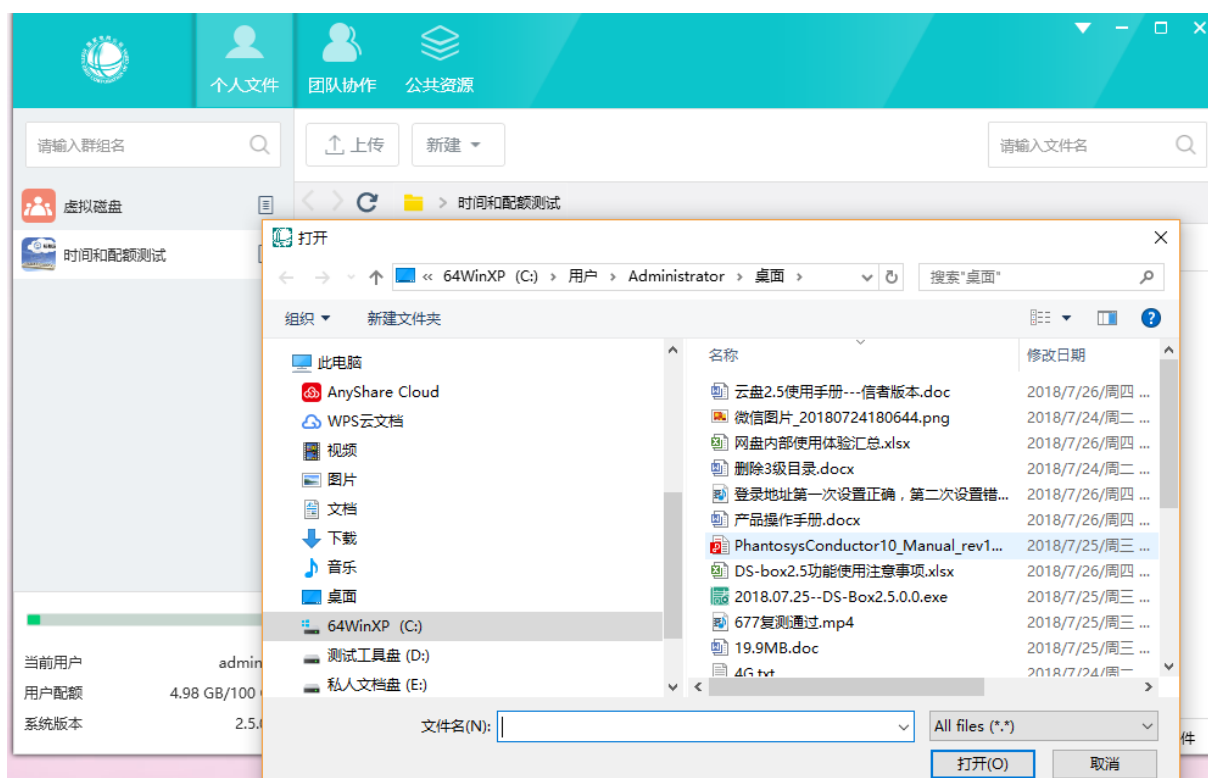 个人文件
团队协作
公共资源
请输入群组名
上传
新建
请输入文件名
虚拟磁盘
时间和配额测试
> 时间和配额测试
打开
« 64WinXP (C:) > 用户 > Administrator > 桌面 >
搜索"桌面"
组织
新建文件夹
此电脑
AnyShare Cloud
WPS云文档
视频
图片
文档
下载
音乐
桌面
64WinXP (C:)
测试工具盘 (D:)
私人文档盘 (E:)
名称 修改日期
云盘2.5使用手册---信者版本.doc 2018/7/26/周四 ...
微信图片_20180724180644.png 2018/7/24/周二 ...
网盘内部使用体验汇总.xlsx 2018/7/26/周四 ...
删除3级目录.docx 2018/7/24/周二 ...
登录地址第一次设置正确，第二次设置错... 2018/7/26/周四 ...
产品操作手册.docx 2018/7/26/周四 ...
PhantosysConductor10_Manual_rev1... 2018/7/25/周三 ...
DS-box2.5功能使用注意事项.xlsx 2018/7/26/周四 ...
2018.07.25--DS-Box2.5.0.0.exe 2018/7/25/周三 ...
677复测通过.mp4 2018/7/25/周三 ...
19.9MB.doc 2018/7/25/周三 ...
4G.txt 2018/7/24/周二 ...
当前用户 admin
用户配额 4.98 GB/100
系统版本 2.5.
文件名(N):
All files (*.*)
件
打开(O)
取消